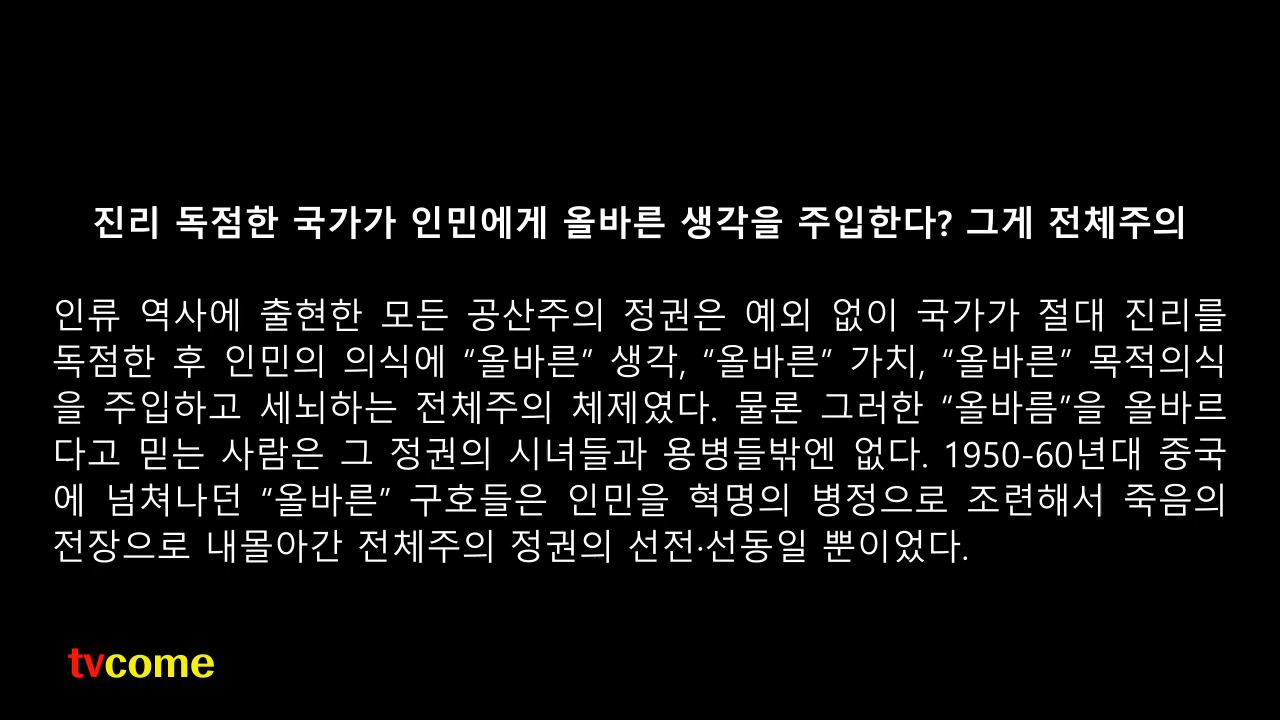 진리 독점한 국가가 인민에게 올바른 생각을 주입한다? 그게 전체주의
인류 역사에 출현한 모든 공산주의 정권은 예외 없이 국가가 절대 진리를
독점한 후 인민의 의식에 “올바른” 생각, “올바른” 가치, “올바른” 목적의식
을 주입하고 세뇌하는 전체주의 체제였다. 물론 그러한 “올바름”을 올바르
다고 믿는 사람은 그 정권의 시녀들과 용병들밖엔 없다. 1950-60년대 중국
에 넘쳐나던 “올바른” 구호들은 인민을 혁명의 병정으로 조련해서 죽음의
전장으로 내몰아간 전체주의 정권의 선전·선동일 뿐이었다.
tvcome